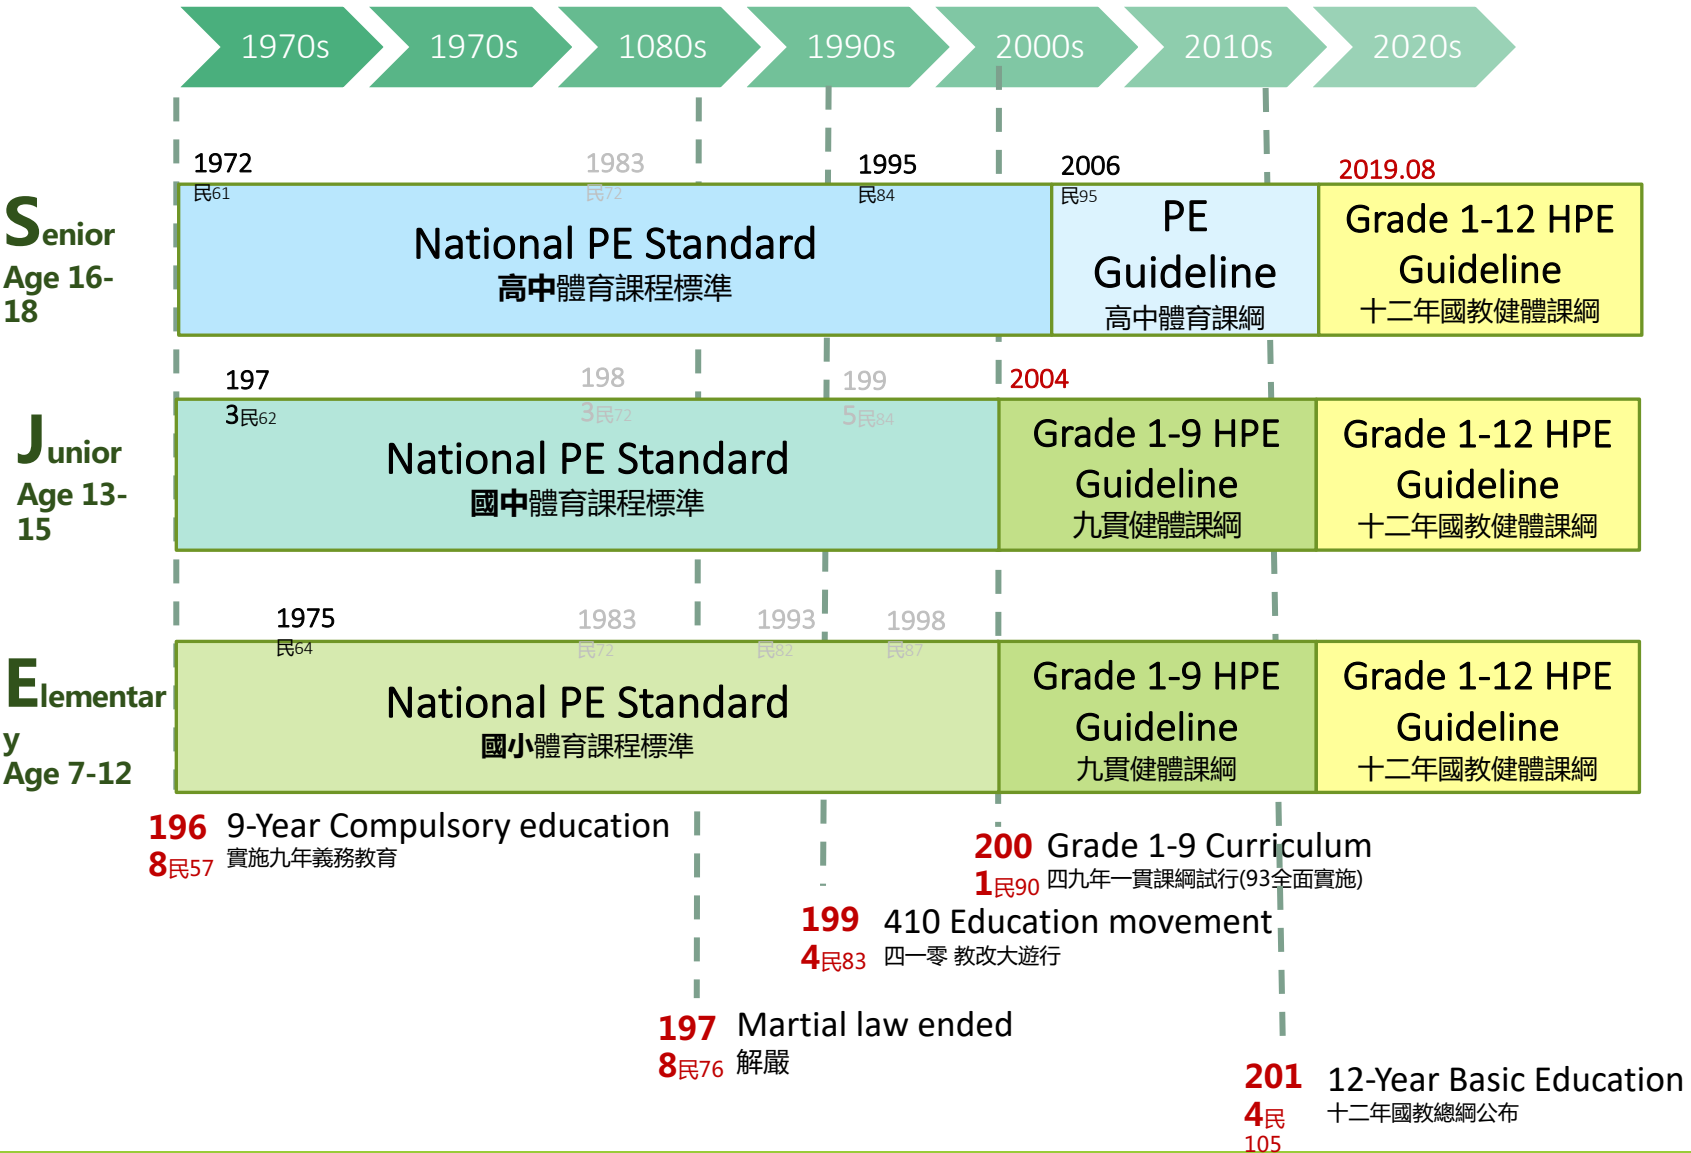 1970s 1970s 1080s 1990s 2000s 2010s 2020s
Senior
Age 16-
18
1972
民61
1983
民72
1995
民84
2006
民95
2019.08
National PE Standard
高中體育課程標準
PE
Guideline
高中體育課綱
Grade 1-12 HPE
Guideline
十二年國教健體課綱
Junior
Age 13-
15
197
3民62
198
3民72
199
5民84
2004
National PE Standard
國中體育課程標準
Grade 1-9 HPE
Guideline
九貫健體課綱
Grade 1-12 HPE
Guideline
十二年國教健體課綱
Elementar
y
Age 7-12
1975
民64
1983
民72
1993
民82
1998
民87
National PE Standard
國小體育課程標準
Grade 1-9 HPE
Guideline
九貫健體課綱
Grade 1-12 HPE
Guideline
十二年國教健體課綱
196
8民57
9-Year Compulsory education
實施九年義務教育
200
1民90
Grade 1-9 Curriculum
四九年一貫課綱試行(93全面實施)
199
4民83
410 Education movement
四一零 教改大遊行
197
8民76
Martial law ended
解嚴
201
4民
105
12-Year Basic Education
十二年國教總綱公布